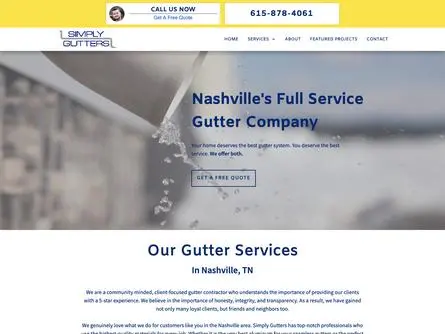 CALL US NOW
Get A Free Quote
615-878-4061
SIMPLY
GUTTERS
HOME SERVICES ABOUT FEATURED PROJECTS CONTACT
Nashville's Full Service
Gutter Company
Your home deserves the best gutter system. You deserve the best
service. We offer both.
GET A FREE QUOTE
Our Gutter Services
In Nashville, TN
We are a community minded, client-focused gutter contractor who understands the importance of providing our clients
with a 5-star experience. We believe in the importance of honesty, integrity, and transparency. As a result, we have gained
not only many loyal clients, but friends and neighbors too.
We genuinely love what we do for customers like you in the Nashville area. Simply Gutters has top-notch professionals who